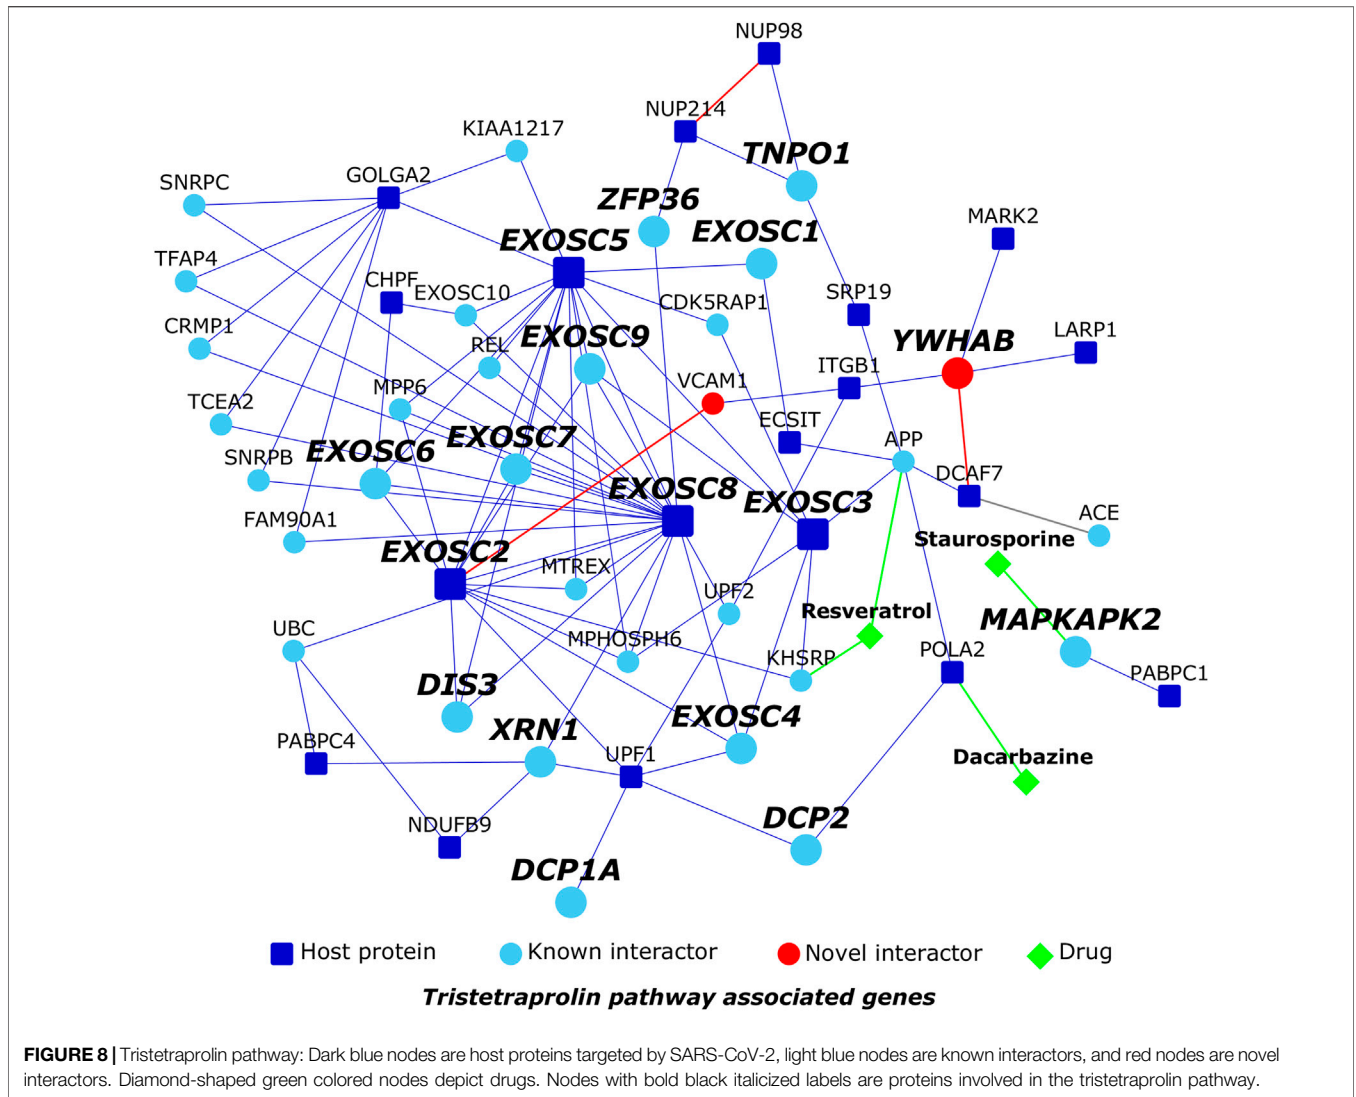 NUP98
NUP214
KIAA1217
TNPO1
GOLGA2
SNRPC
ZFP36
MARK2
EXOSC1
EXOSC5
TFAP4
CHPF
EXOSC10
SRP19
CDK5RAP1
CRMP1
LARP1
EXOSC9
YWHAB
REL
ITGB1
VCAM1
MPP6
TCEA2
ECSIT
APP
EXOSC7
EXOSC6
SNRPB
DCAF7
EXOSC8
EXOSC3
ACE
FAM90A1
Staurosporine
EXOSC2
MTREX
UPF2
Resveratrol
MAPKAPK2
UBC
MPHOSPH6
POLA2
KHSRP
PABPC1
DIS3
EXOSC4
XRN1
PABPC4
UPF1
Dacarbazine
DCP2
NDUFB9
DCP1A
Host protein Known interactor Novel interactor Drug
Tristetraprolin pathway associated genes
FIGURE 8 | Tristetraprolin pathway: Dark blue nodes are host proteins targeted by SARS-CoV-2, light blue nodes are known interactors, and red nodes are novel
interactors. Diamond-shaped green colored nodes depict drugs. Nodes with bold black italicized labels are proteins involved in the tristetraprolin pathway.